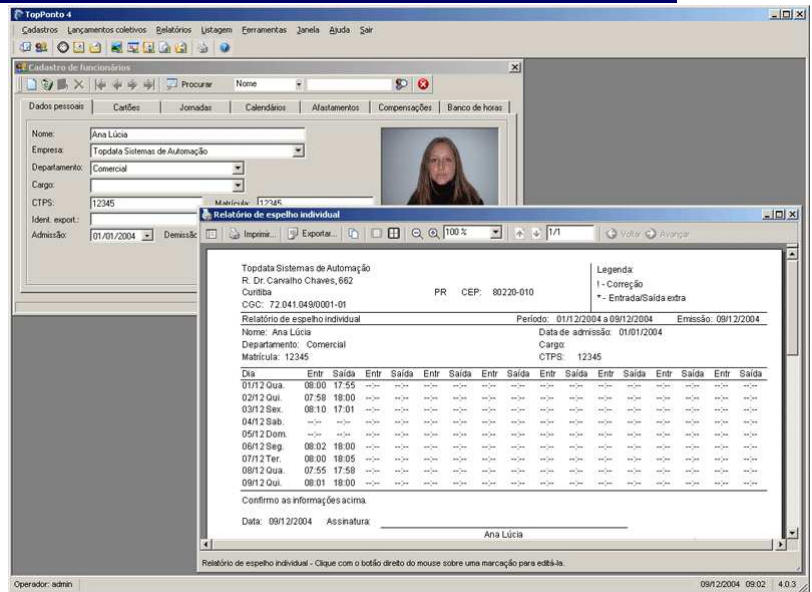 TopPonto 4
Cadastros Lançamentos coletivos Relatórios Listagem Ferramentas Janela Ajuda Sair
Cadastro de funcionários
Procurar Nome
Dados pessoais Cartões Jornadas Calendários Afastamentos Compensações Banco de horas
Nome: Ana Lúcia
Empresa: Topdata Sistemas de Automação
Departamento: Comercial
Cargo:
CTPS: 12345 Matrícula: 12345
Ident. export.:
Admissão: 01/01/2004 Demissão
Relatório de espelho individual
Imprimir... Exportar... 100 % 1/1 Voltar Avançar
Topdata Sistemas de Automação Legenda:
R. Dr. Carvalho Chaves, 662 ! - Correção
Curitiba PR CEP: 80220-010 * - Entrada/Saída extra
CGC: 72.041.049/0001-01
Relatório de espelho individual Período: 01/12/2004 a 09/12/2004 Emissão: 09/12/2004
Nome: Ana Lúcia Data de admissão: 01/01/2004
Departamento: Comercial Cargo:
Matrícula: 12345 CTPS: 12345
Dia Entr Saída Entr Saída Entr Saída Entr Saída Entr Saída Entr Saída Entr Saída Entr Saída
01/12 Qua. 08:00 17:55 --:-- --:-- --:-- --:-- --:-- --:-- --:-- --:-- --:-- --:-- --:-- --:-- --:-- --:--
02/12 Qui. 07:58 18:00 --:-- --:-- --:-- --:-- --:-- --:-- --:-- --:-- --:-- --:-- --:-- --:-- --:-- --:--
03/12 Sex. 08:10 17:01 --:-- --:-- --:-- --:-- --:-- --:-- --:-- --:-- --:-- --:-- --:-- --:-- --:-- --:--
04/12 Sab. --:-- --:-- --:-- --:-- --:-- --:-- --:-- --:-- --:-- --:-- --:-- --:-- --:-- --:-- --:-- --:--
05/12 Dom. --:-- --:-- --:-- --:-- --:-- --:-- --:-- --:-- --:-- --:-- --:-- --:-- --:-- --:-- --:-- --:--
06/12 Seg. 08:02 18:00 --:-- --:-- --:-- --:-- --:-- --:-- --:-- --:-- --:-- --:-- --:-- --:-- --:-- --:--
07/12 Ter. 08:00 18:05 --:-- --:-- --:-- --:-- --:-- --:-- --:-- --:-- --:-- --:-- --:-- --:-- --:-- --:--
08/12 Qua. 07:55 17:58 --:-- --:-- --:-- --:-- --:-- --:-- --:-- --:-- --:-- --:-- --:-- --:-- --:-- --:--
09/12 Qui. 08:01 18:00 --:-- --:-- --:-- --:-- --:-- --:-- --:-- --:-- --:-- --:-- --:-- --:-- --:-- --:--
Confirmo as informações acima.
Data: 09/12/2004 Assinatura:
Ana Lúcia
Relatório de espelho individual - Clique com o botão direito do mouse sobre uma marcação para editá-la.
Operador: admin 09/12/2004 09:02 4.0.3